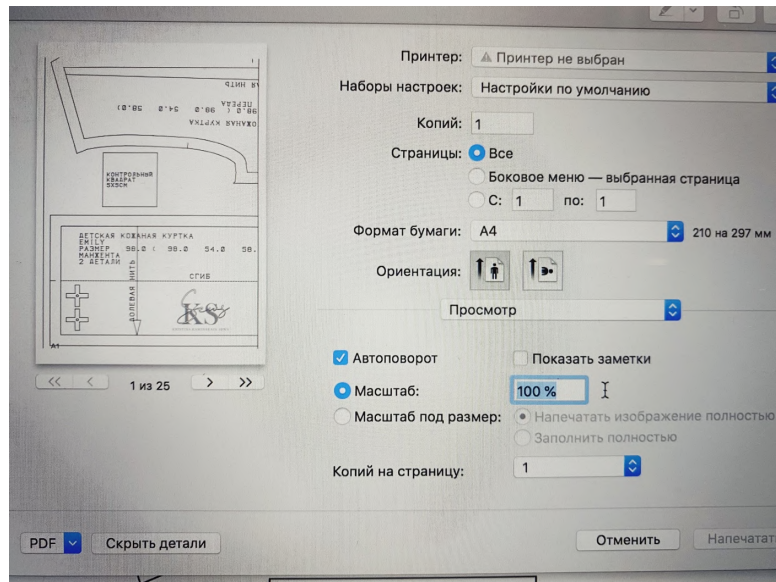 Принтер: Принтер не выбран
Наборы настроек: Настройки по умолчанию
Копий: 1
Страницы: Все
Боковое меню — выбранная страница
С: 1 по: 1
Формат бумаги: A4 210 на 297 мм
Ориентация:
Просмотр
Автоповорот Показать заметки
Масштаб: 100 %
Масштаб под размер: Напечатать изображение полностью
Заполнить полностью
Копий на страницу: 1
КОНТРОЛЬНЫЙ
КВАДРАТ
5X5CM
ДЕТСКАЯ КОЖАНАЯ КУРТКА
EMILY
РАЗМЕР 98.0 ( 98.0 54.0 58.
МАНЖЕТА
2 ДЕТАЛИ
СГИБ
ДОЛЕВАЯ НИТЬ
KS
A1
<< < 1 из 25 > >>
PDF Скрыть детали Отменить Напечатат